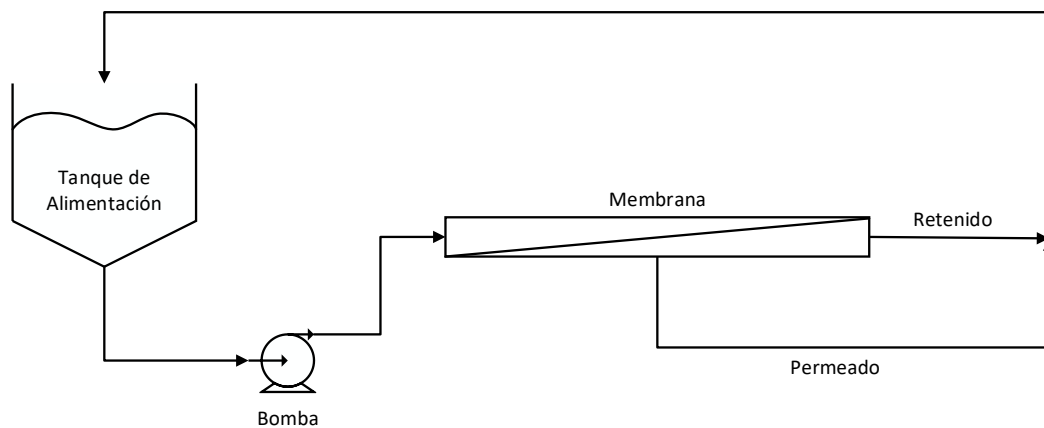 Tanque de
Alimentación
Membrana
Retenido
Permeado
Bomba